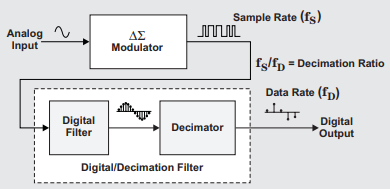 Analog
Input
ΔΣ
Modulator
Sample Rate (fS)
fS/fD = Decimation Ratio
Data Rate (fD)
Digital
Filter
Decimator
Digital
Output
Digital/Decimation Filter